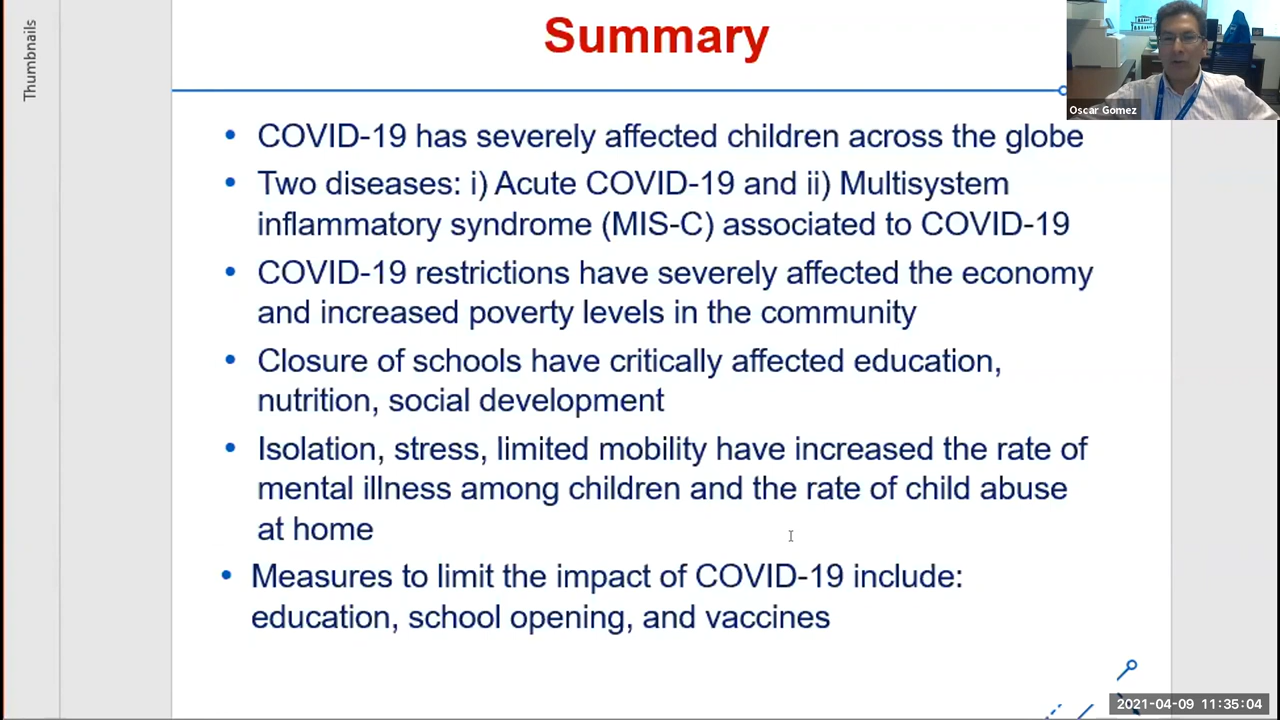 Thumbnails
Summary
Oscar Gomez
• COVID-19 has severely affected children across the globe
• Two diseases: i) Acute COVID-19 and ii) Multisystem
inflammatory syndrome (MIS-C) associated to COVID-19
• COVID-19 restrictions have severely affected the economy
and increased poverty levels in the community
• Closure of schools have critically affected education,
nutrition, social development
• Isolation, stress, limited mobility have increased the rate of
mental illness among children and the rate of child abuse
at home
• Measures to limit the impact of COVID-19 include:
education, school opening, and vaccines
2021-04-09 11:35:04